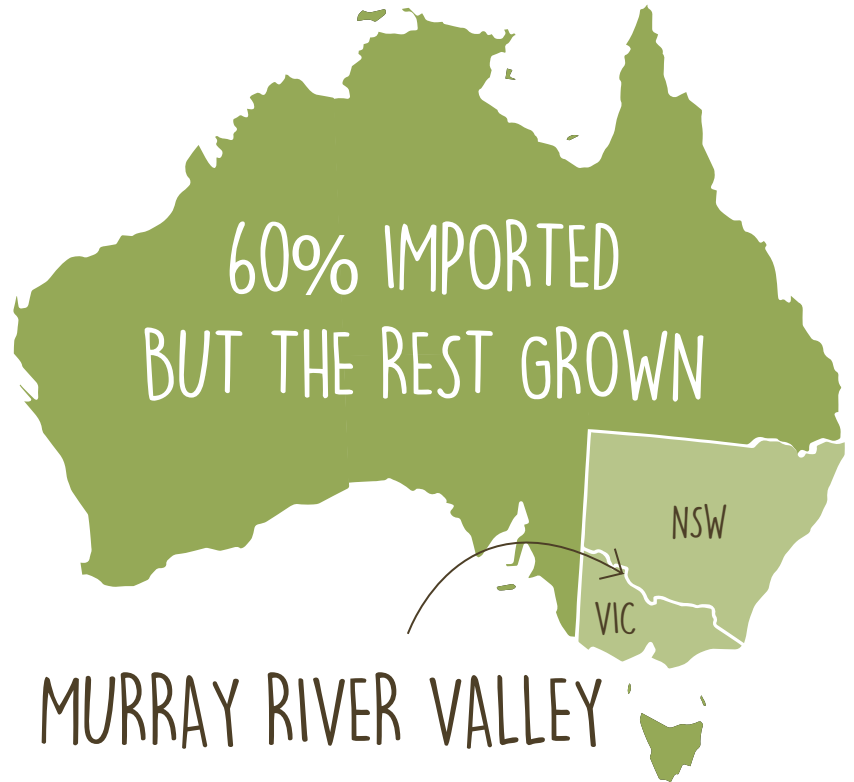 60% IMPORTED
BUT THE REST GROWN
NSW
VIC
MURRAY RIVER VALLEY